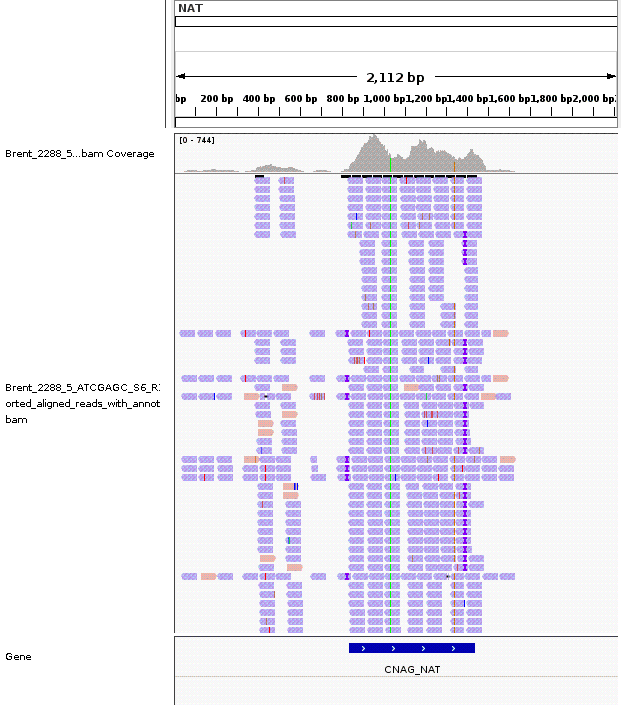 NAT
2,112 bp
bp 200 bp 400 bp 600 bp 800 bp 1,000 bp 1,200 bp 1,400 bp 1,600 bp 1,800 bp 2,000 bp
[0 - 744]
Brent_2288_5...bam Coverage
Brent_2288_5_ATCGAGC_S6_R
orted_aligned_reads_with_annot
bam
Gene
CNAG_NAT